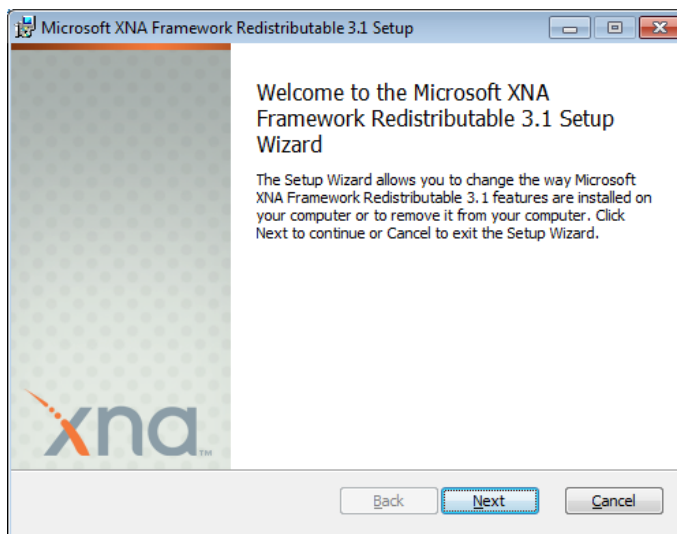 Microsoft XNA Framework Redistributable 3.1 Setup
Welcome to the Microsoft XNA
Framework Redistributable 3.1 Setup
Wizard
The Setup Wizard allows you to change the way Microsoft
XNA Framework Redistributable 3.1 features are installed on
your computer or to remove it from your computer. Click
Next to continue or Cancel to exit the Setup Wizard.
xna™
Back Next Cancel